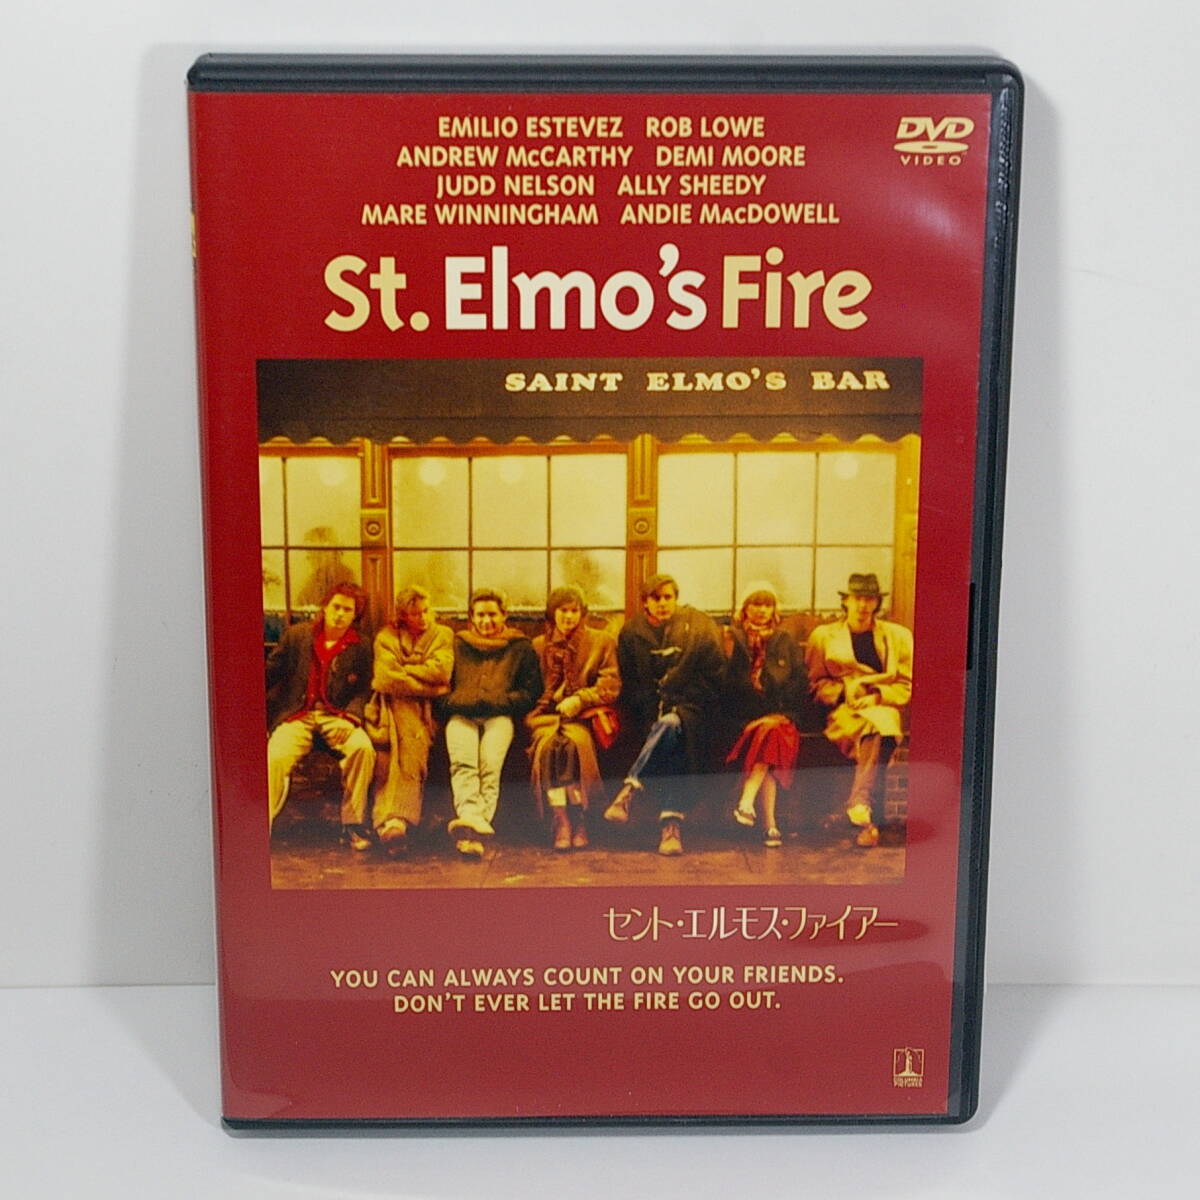 EMILIO ESTEVEZ ROB LOWE
ANDREW McCARTHY DEMI MOORE
JUDD NELSON ALLY SHEEDY
MARE WINNINGHAM ANDIE MacDOWELL
DVD
VIDEO
St. Elmo's Fire
SAINT ELMO'S BAR
セント・エルモス・ファイアー
YOU CAN ALWAYS COUNT ON YOUR FRIENDS.
DON'T EVER LET THE FIRE GO OUT.
COLUMBIA
PICTURES